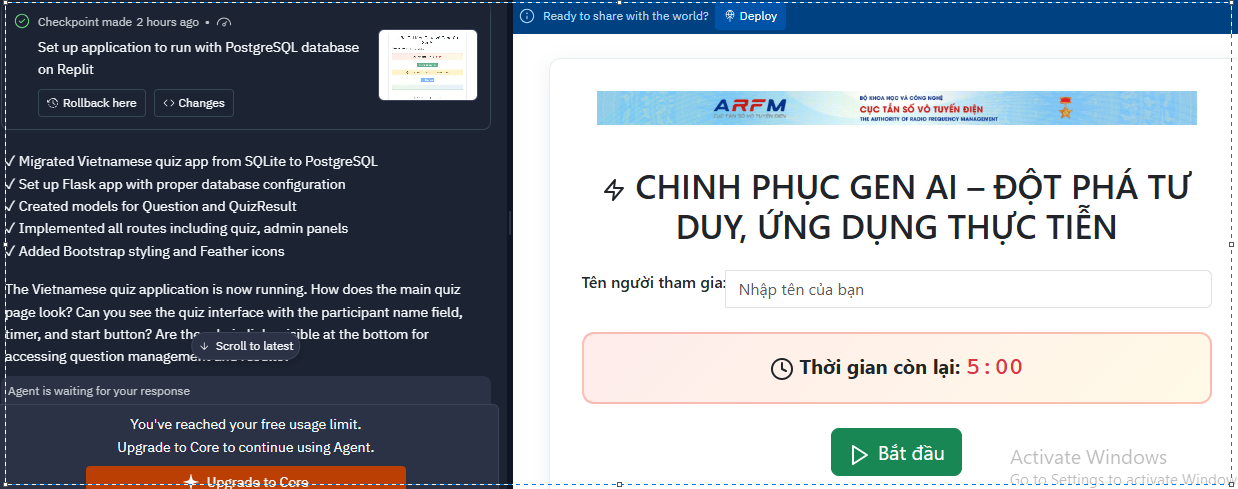 Checkpoint made 2 hours ago •
Set up application to run with PostgreSQL database
on Replit
Rollback here
Changes
✓ Migrated Vietnamese quiz app from SQLite to PostgreSQL
✓ Set up Flask app with proper database configuration
✓ Created models for Question and QuizResult
✓ Implemented all routes including quiz, admin panels
✓ Added Bootstrap styling and Feather icons
The Vietnamese quiz application is now running. How does the main quiz
page look? Can you see the quiz interface with the participant name field,
timer, and start button? Are the visible at the bottom for
accessing question management
Scroll to latest
Agent is waiting for your response
You've reached your free usage limit.
Upgrade to Core to continue using Agent.
Upgrade to Core
Ready to share with the world?
Deploy
ARFM
CỤC TẦN SỐ VÔ TUYẾN ĐIỆN
BỘ KHOA HỌC VÀ CÔNG NGHỆ
CỤC TẦN SỐ VÔ TUYẾN ĐIỆN
THE AUTHORITY OF RADIO FREQUENCY MANAGEMENT
CHINH PHỤC GEN AI – ĐỘT PHÁ TƯ
DUY, ỨNG DỤNG THỰC TIỄN
Tên người tham gia:
Nhập tên của bạn
Thời gian còn lại: 5:00
Bắt đầu
Activate Windows
Go to Settings to activate Window